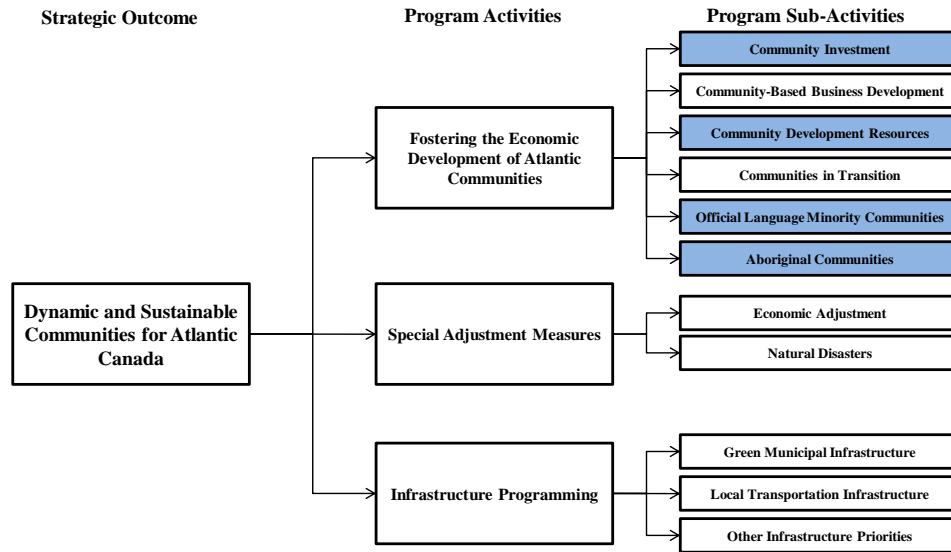 Strategic Outcome
Program Activities
Program Sub-Activities
Dynamic and Sustainable
Communities for Atlantic
Canada
Fostering the Economic
Development of Atlantic
Communities
Community Investment
Community-Based Business Development
Community Development Resources
Communities in Transition
Official Language Minority Communities
Aboriginal Communities
Special Adjustment Measures
Economic Adjustment
Natural Disasters
Infrastructure Programming
Green Municipal Infrastructure
Local Transportation Infrastructure
Other Infrastructure Priorities